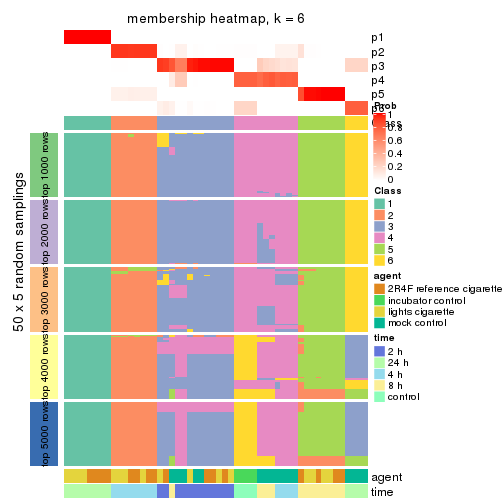 membership heatmap, k = 6
p1
p2
p3
p4
p5
p6
Class
Prob
1
0.8
0.6
0.4
0.2
0
Class
1
2
3
4
5
6
agent
2R4F reference cigarette
incubator control
lights cigarette
mock control
time
2 h
24 h
4 h
8 h
control
50 x 5 random samplings
top 1000 rows
top 2000 rows
top 3000 rows
top 4000 rows
top 5000 rows
agent
time